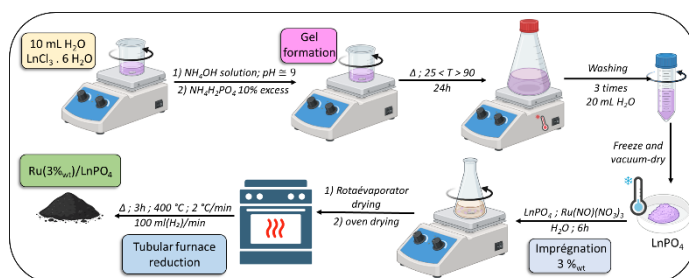 10 mL H₂O
LnCl₃ . 6 H₂O
1) NH₄OH solution; pH ≅ 9
2) NH₄H₂PO₄ 10% excess
Gel
formation
Δ ; 25 < T > 90
24h
Washing
3 times
20 mL H₂O
Freeze and
vacuum-dry
LnPO₄
LnPO₄ ; Ru(NO)(NO₃)₃
H₂O ; 6h
Imprégnation
3 %wt
1) Rotaévaporator
drying
2) oven drying
Tubular furnace
reduction
Δ ; 3h ; 400 °C ; 2 °C/min
100 ml(H₂)/min
Ru(3%wt)/LnPO₄